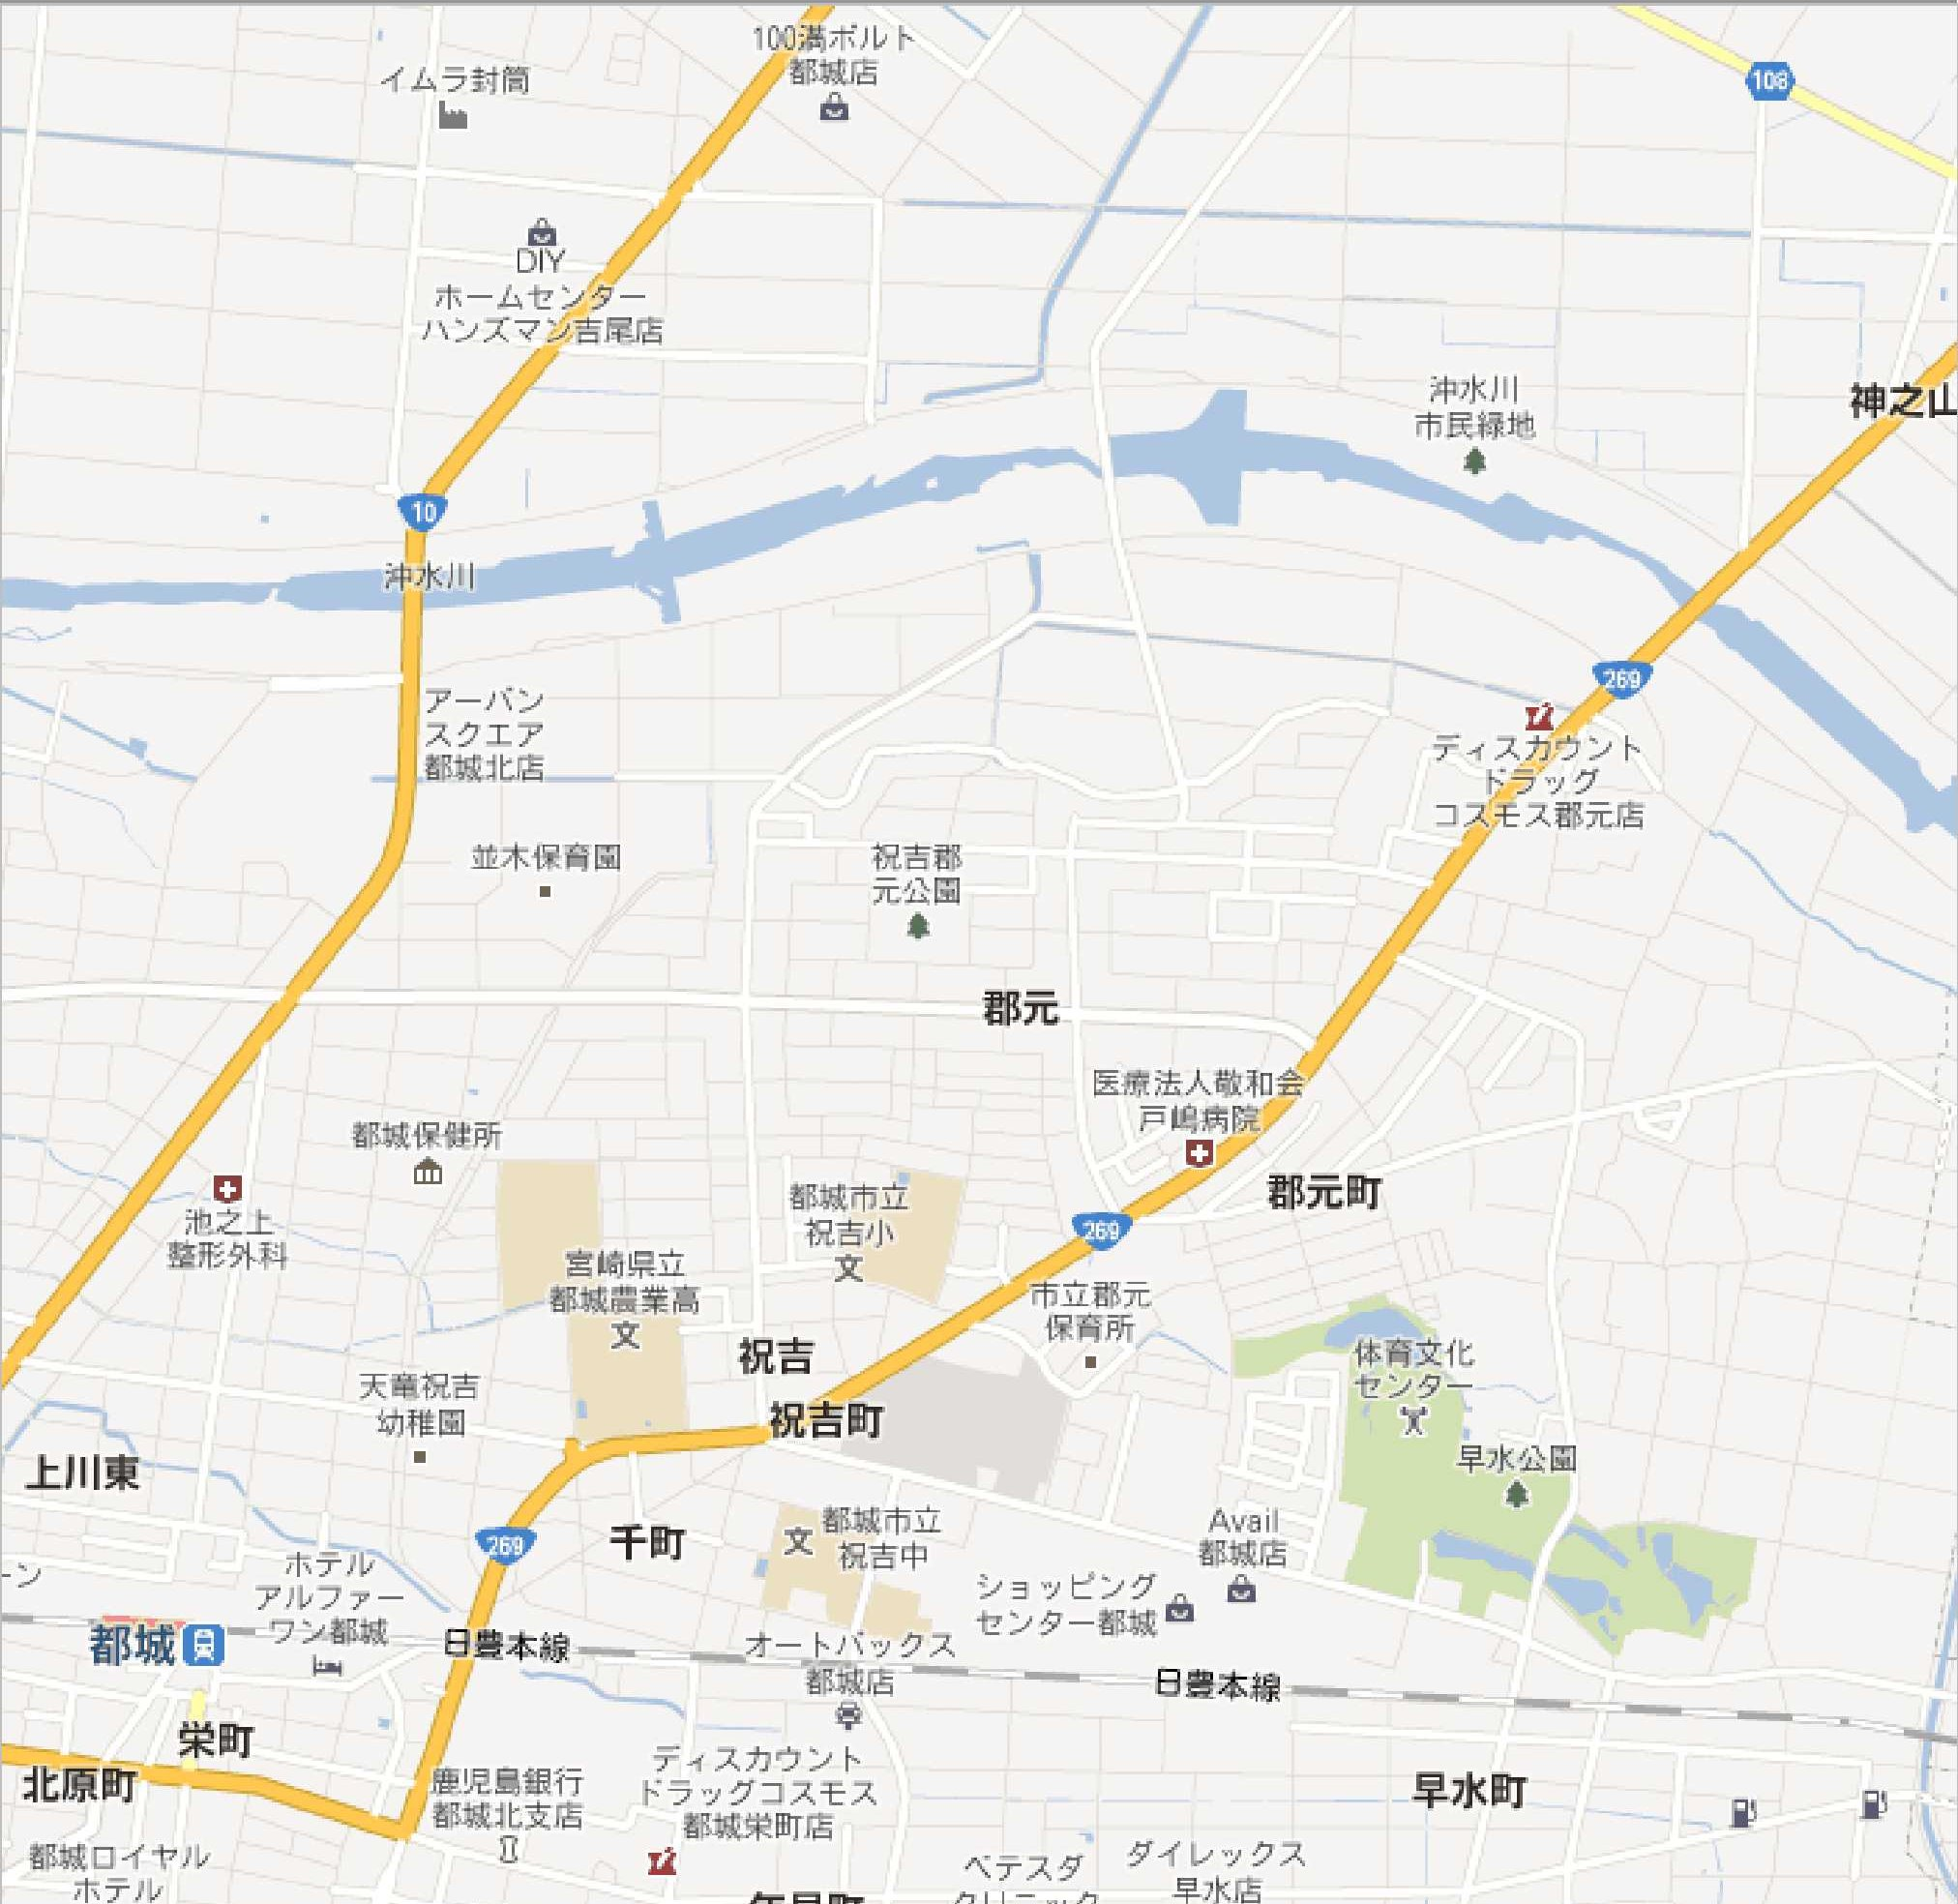 100満ボルト
都城店
イムラ封筒
108
DIY
ホームセンター
ハンズマン吉尾店
沖水川
市民緑地
神之山
10
沖水川
269
アーバン
スクエア
都城北店
ディスカウント
ドラッグ
コスモス郡元店
並木保育園
祝吉郡
元公園
郡元
医療法人敬和会
戸嶋病院
都城保健所
郡元町
池之上
整形外科
都城市立
祝吉小
文
269
宮崎県立
都城農業高
文
市立郡元
保育所
祝吉
体育文化
センター
天竜祝吉
幼稚園
祝吉町
早水公園
上川東
269
千町
文
都城市立
祝吉中
Avail
都城店
ーン
ホテル
アルファー
ワン都城
ショッピング
センター都城
都城
日豊本線
オートバックス
都城店
日豊本線
栄町
北原町
鹿児島銀行
都城北支店
ディスカウント
ドラッグコスモス
都城栄町店
早水町
都城ロイヤル
ホテル
ベテスダ
クリニック
ダイレックス
早水店